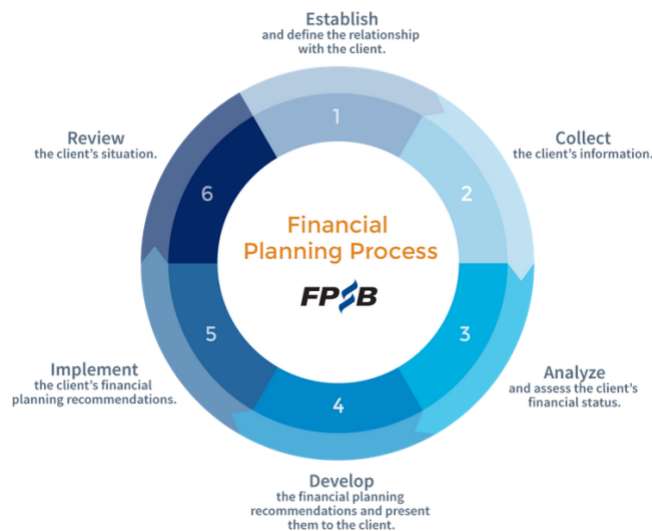 Establish
and define the relationship
with the client.
1
Collect
the client's information.
2
Analyze
and assess the client's
financial status.
3
Develop
the financial planning
recommendations and present
them to the client.
4
Implement
the client's financial
planning recommendations.
5
Review
the client's situation.
6
Financial
Planning Process
FPSB